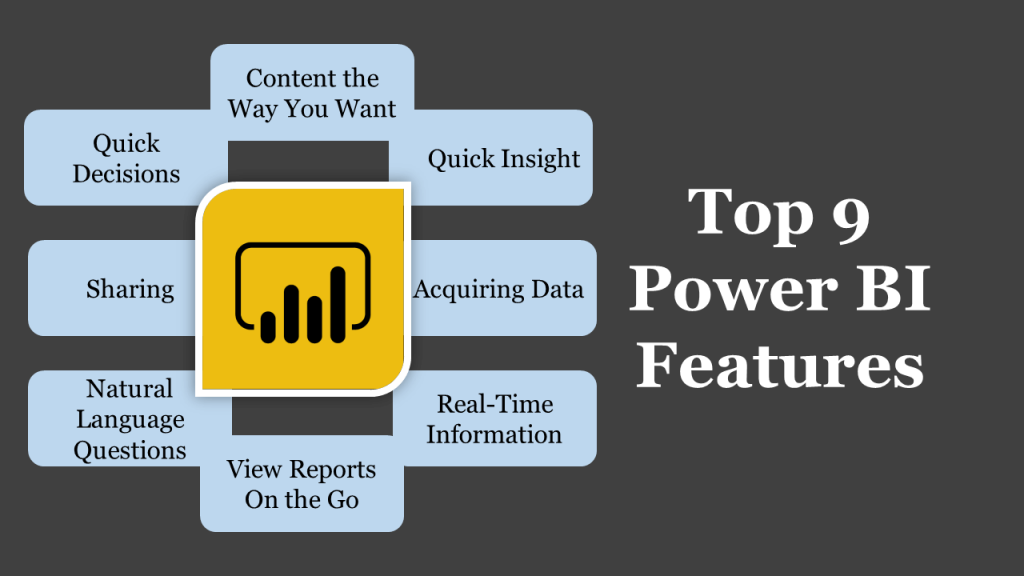 Content the
Way You Want
Quick
Decisions
Quick Insight
Sharing
Acquiring Data
Natural
Language
Questions
Real-Time
Information
View Reports
On the Go
Top 9
Power BI
Features